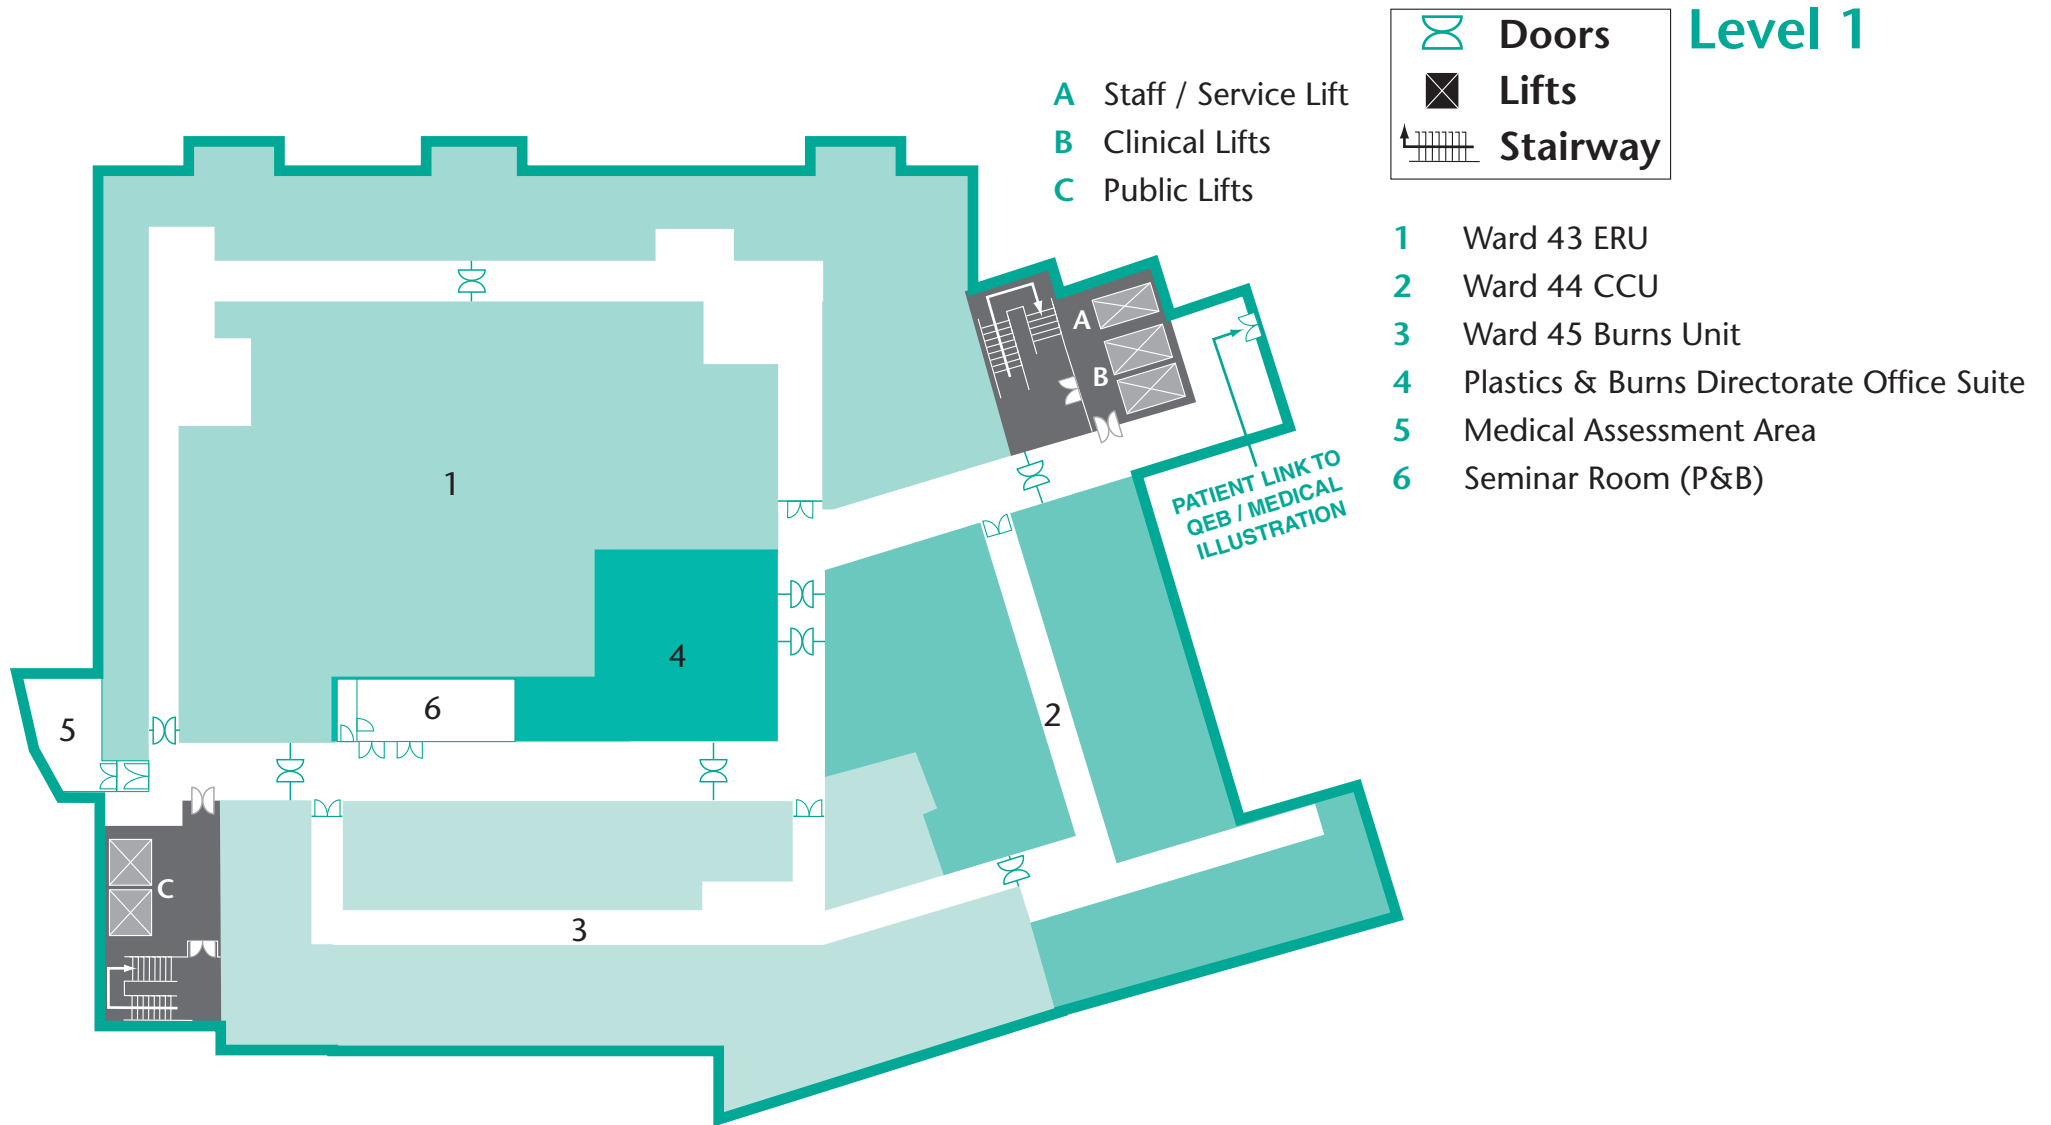 Level 1
Doors
Lifts
Stairway
A Staff / Service Lift
B Clinical Lifts
C Public Lifts
1 Ward 43 ERU
2 Ward 44 CCU
3 Ward 45 Burns Unit
4 Plastics & Burns Directorate Office Suite
5 Medical Assessment Area
6 Seminar Room (P&B)
A
B
PATIENT LINK TO
QEB / MEDICAL
ILLUSTRATION
1
4
6
5
2
C
3